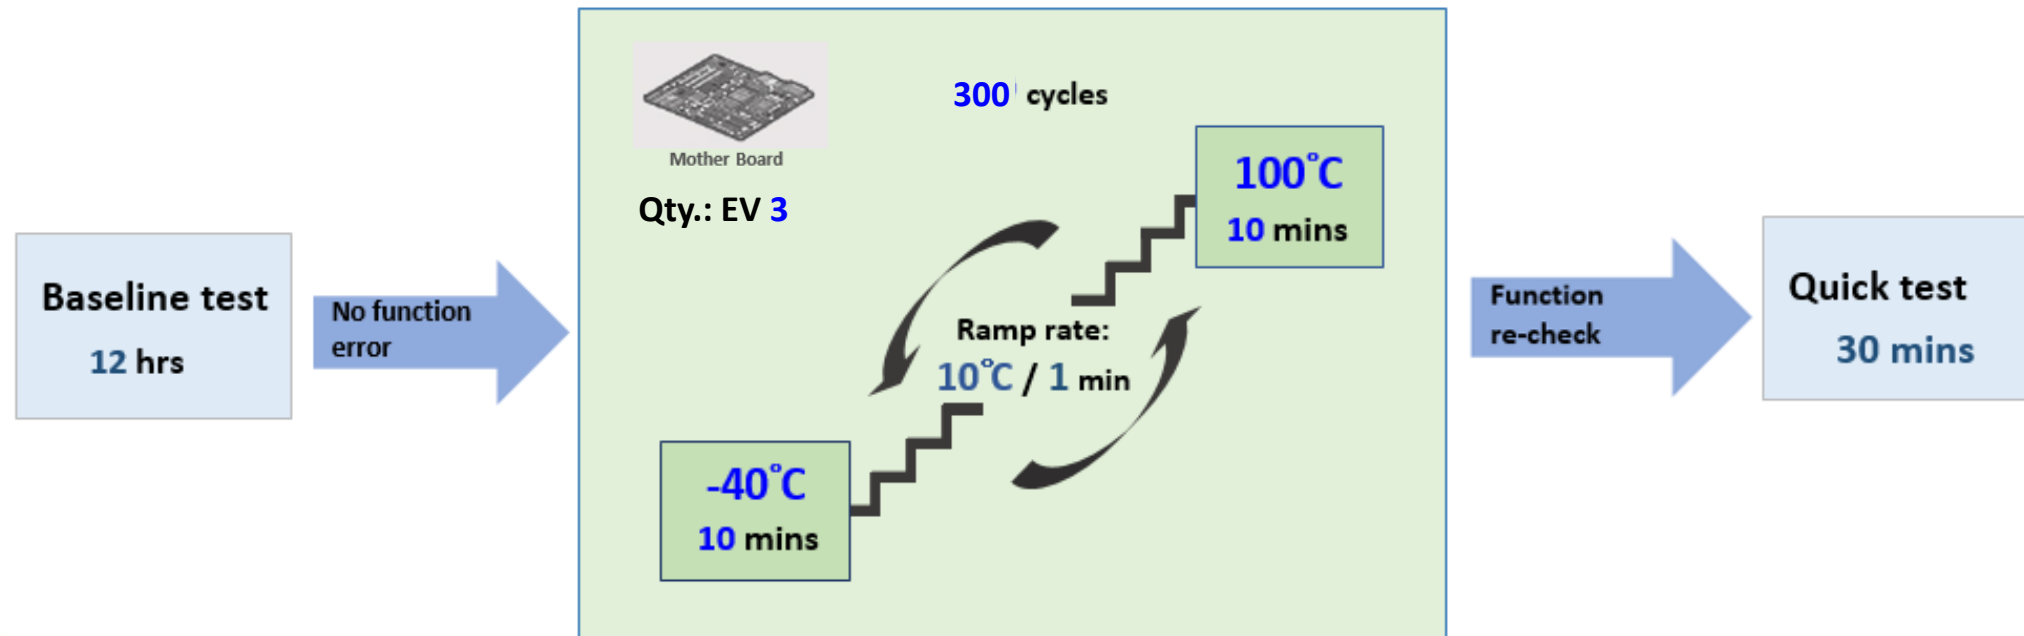 Baseline test
12 hrs
No function
error
Mother Board
Qty.: EV 3
300 cycles
100°C
10 mins
Ramp rate:
10°C / 1 min
-40°C
10 mins
Function
re-check
Quick test
30 mins